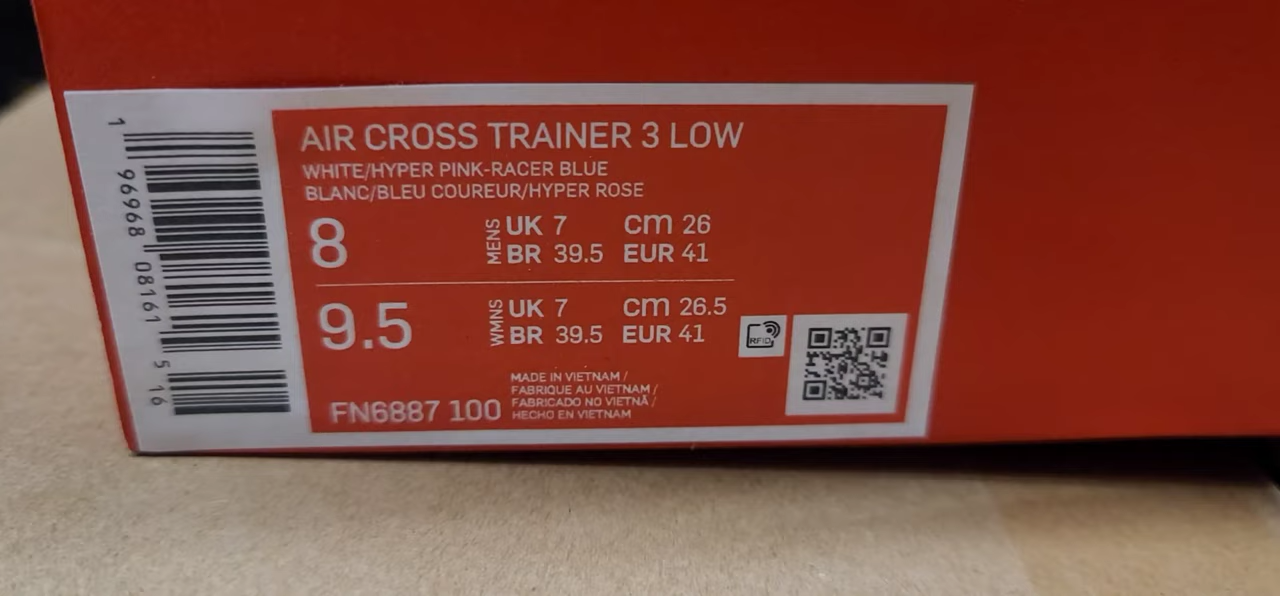 AIR CROSS TRAINER 3 LOW
WHITE/HYPER PINK-RACER BLUE
BLANC/BLEU COUREUR/HYPER ROSE
8 MENS UK 7 cm 26
BR 39.5 EUR 41
9.5 WMNS UK 7 cm 26.5
BR 39.5 EUR 41
RFID
MADE IN VIETNAM /
FABRIQUE AU VIETNAM /
FABRICADO NO VIETNÃ /
HECHO EN VIETNAM
FN6887 100
1 96968 08161 5 16